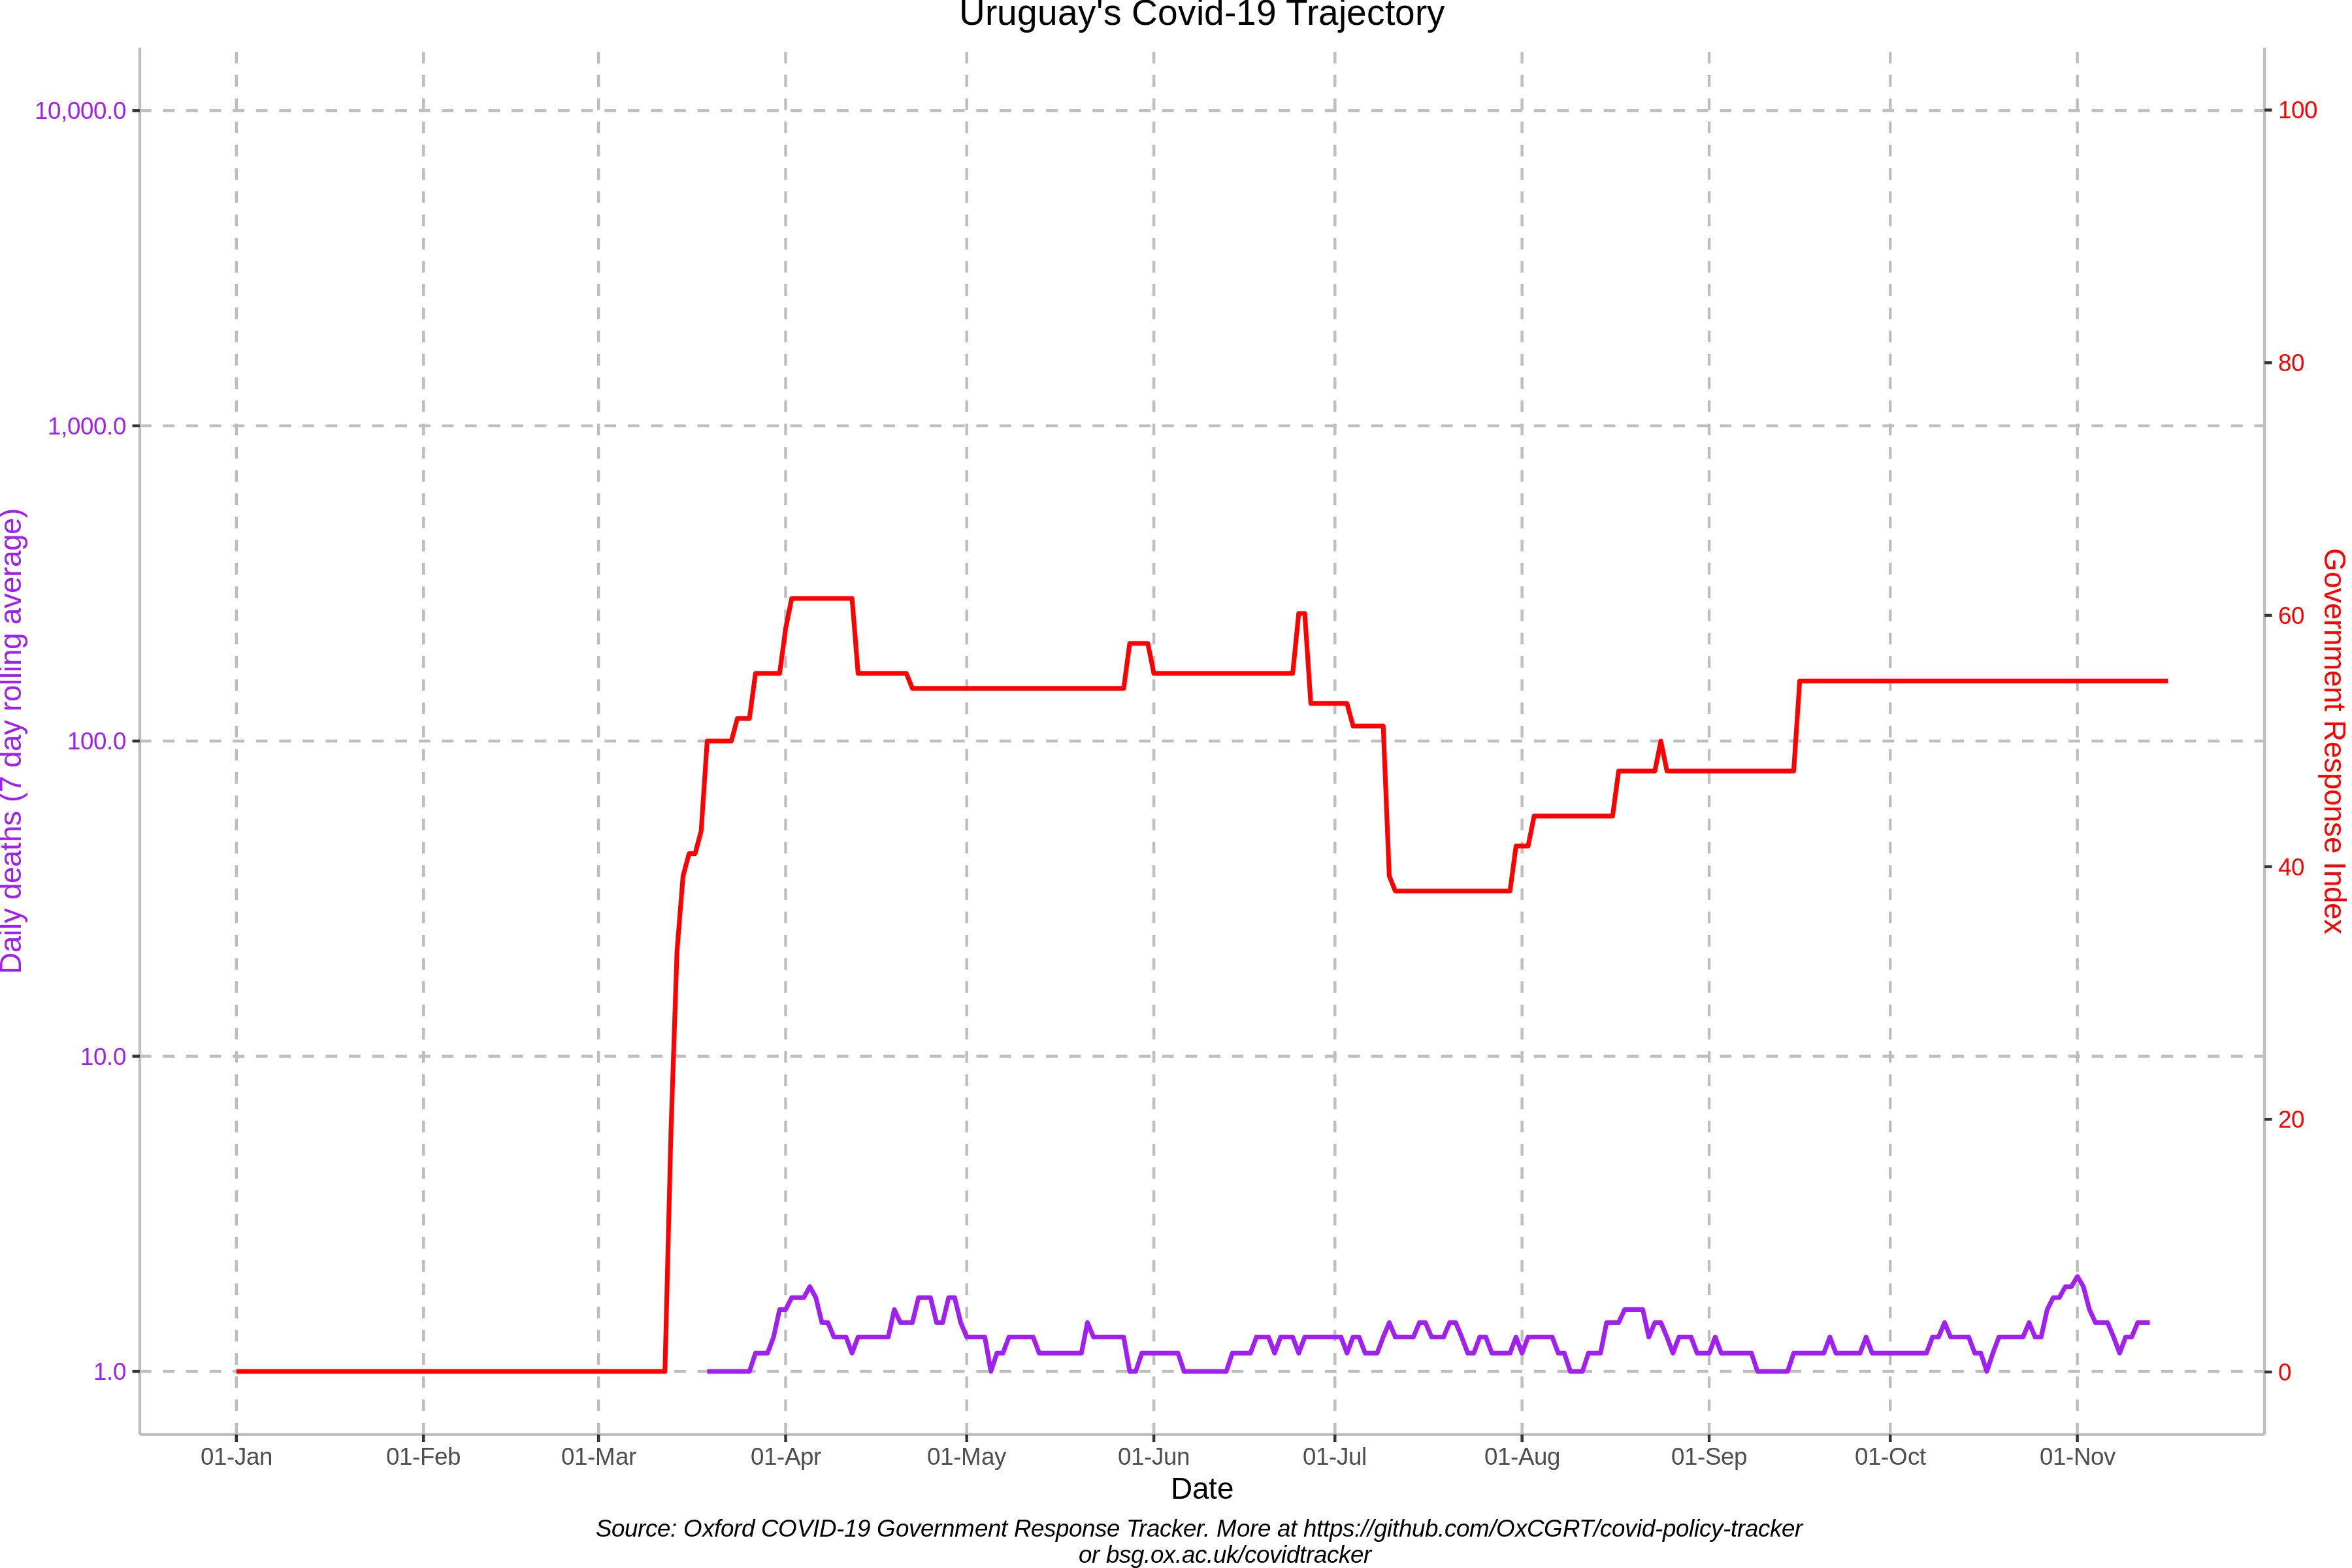 Uruguay's Covid-19 Trajectory
10,000.0
1,000.0
100.0
10.0
1.0
Daily deaths (7 day rolling average)
100
80
60
40
20
0
Government Response Index
01-Jan
01-Feb
01-Mar
01-Apr
01-May
01-Jun
01-Jul
01-Aug
01-Sep
01-Oct
01-Nov
Date
Source: Oxford COVID-19 Government Response Tracker. More at https://github.com/OxCGRT/covid-policy-tracker
or bsg.ox.ac.uk/covidtracker